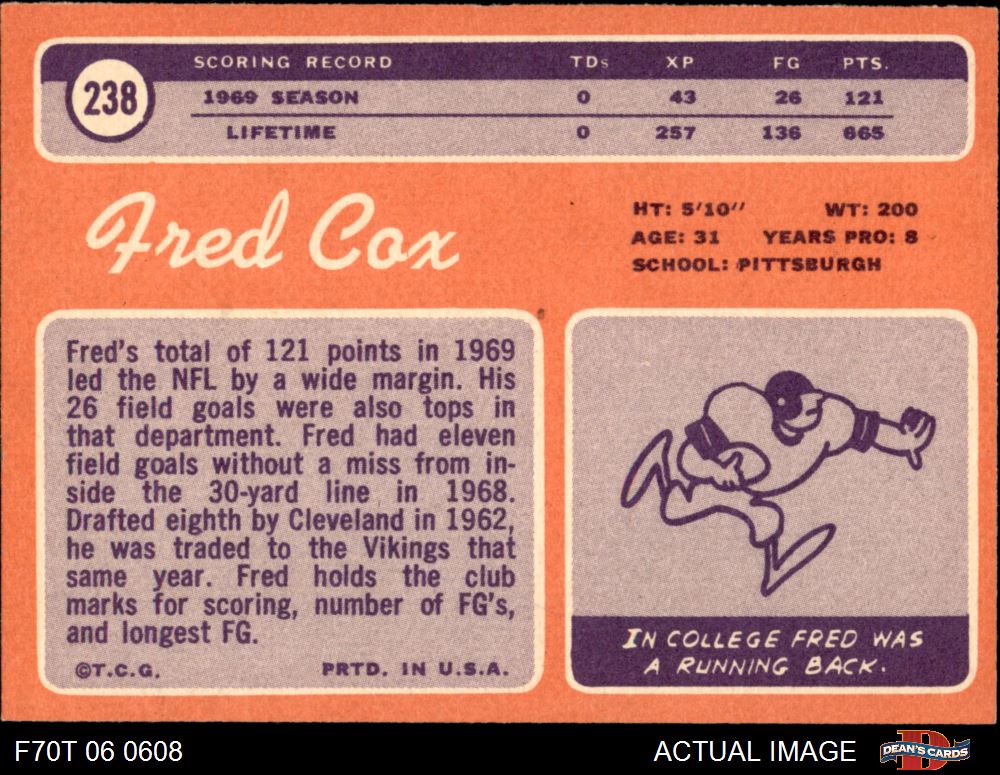 238
SCORING RECORD TDs XP FG PTS.
1969 SEASON 0 43 26 121
LIFETIME 0 257 136 665
Fred Cox
HT: 5'10" WT: 200
AGE: 31 YEARS PRO: 8
SCHOOL: PITTSBURGH
Fred's total of 121 points in 1969
led the NFL by a wide margin. His
26 field goals were also tops in
that department. Fred had eleven
field goals without a miss from in-
side the 30-yard line in 1968.
Drafted eighth by Cleveland in 1962,
he was traded to the Vikings that
same year. Fred holds the club
marks for scoring, number of FG's,
and longest FG.
©T.C.G. PRTD. IN U.S.A.
IN COLLEGE FRED WAS
A RUNNING BACK.
F70T 06 0608 ACTUAL IMAGE DEAN'S CARDS